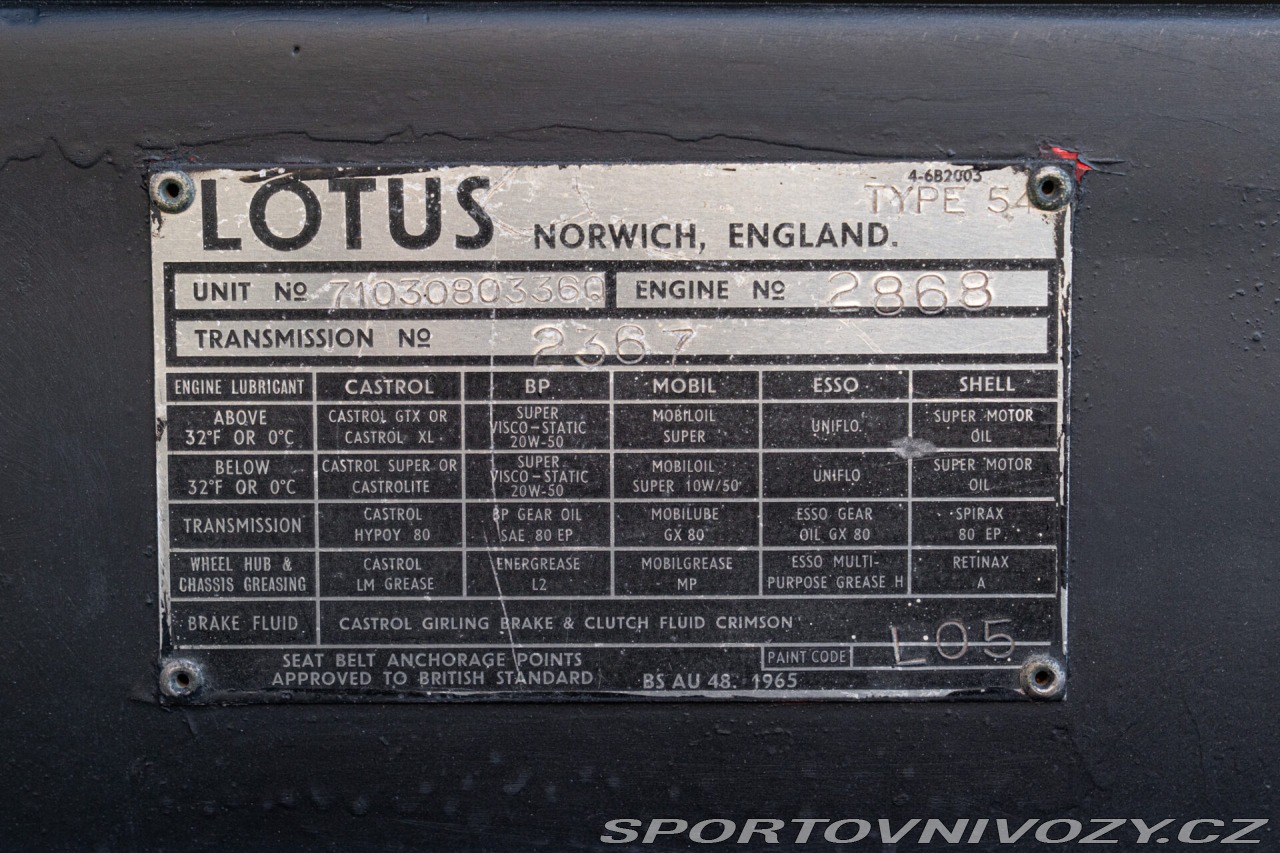 4-6B2003
TYPE 54
LOTUS NORWICH, ENGLAND.
UNIT Nº 7103080336Q ENGINE Nº 2868
TRANSMISSION Nº 2367
ENGINE LUBRICANT CASTROL BP MOBIL ESSO SHELL
ABOVE 32°F OR 0°C CASTROL GTX OR CASTROL XL. SUPER VISCO-STATIC 20W-50 MOBILOIL SUPER UNIFLO. SUPER MOTOR OIL
BELOW 32°F OR 0°C CASTROL SUPER OR CASTROLITE SUPER VISCO-STATIC 20W-50 MOBILOIL SUPER 10W/50 UNIFLO SUPER MOTOR OIL
TRANSMISSION CASTROL HYPOY 80 BP GEAR OIL SAE 80 EP MOBILUBE GX 80 ESSO GEAR OIL GX 80 SPIRAX 80 EP
WHEEL HUB & CHASSIS GREASING CASTROL LM GREASE ENERGREASE L2 MOBILGREASE MP ESSO MULTI-PURPOSE GREASE H RETINAX A
BRAKE FLUID CASTROL GIRLING BRAKE & CLUTCH FLUID CRIMSON
SEAT BELT ANCHORAGE POINTS
APPROVED TO BRITISH STANDARD BS AU 48. 1965
PAINT CODE L05
SPORTOVNIVOZY.CZ